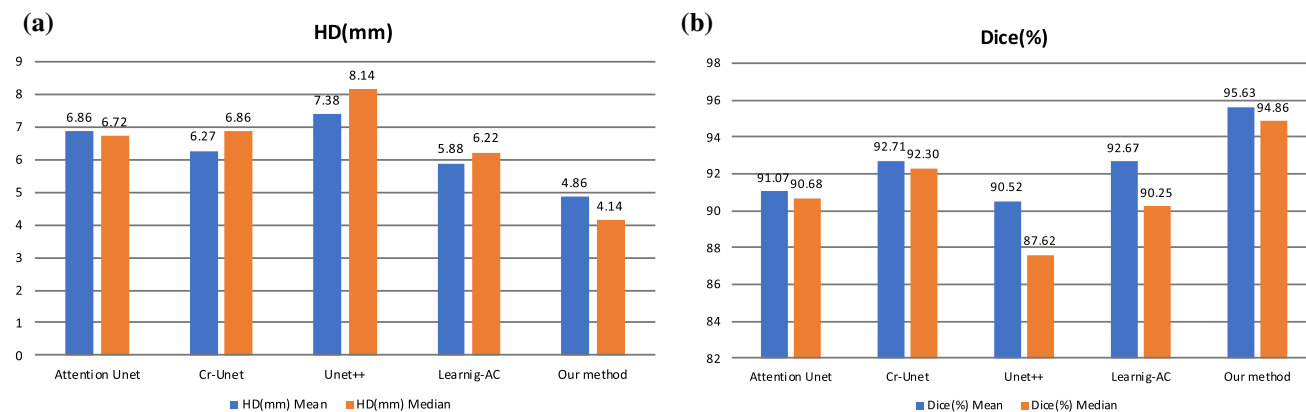 (a)
HD(mm)
9
8
7
6
5
4
3
2
1
0
6.86
6.72
6.27
6.86
7.38
8.14
5.88
6.22
4.86
4.14
Attention Unet
Cr-Unet
Unet++
Learnig-AC
Our method
HD(mm) Mean
HD(mm) Median
(b)
Dice(%)
98
96
94
92
90
88
86
84
82
91.07
90.68
92.71
92.30
90.52
87.62
92.67
90.25
95.63
94.86
Attention Unet
Cr-Unet
Unet++
Learnig-AC
Our method
Dice(%) Mean
Dice(%) Median